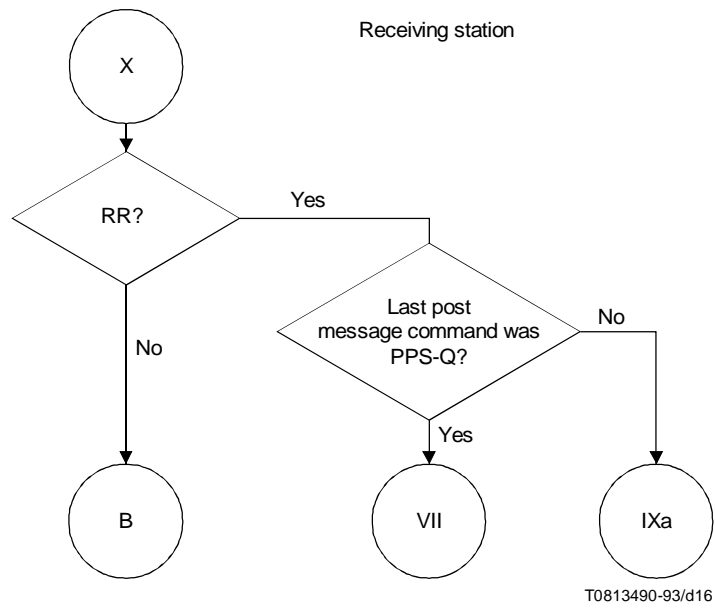 Receiving station
X
RR?
Yes
Last post
message command was
PPS-Q?
No
No
Yes
B
VII
IXa
T0813490-93/d16